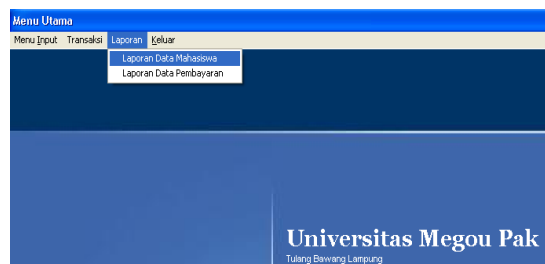 Menu Utama
Menu Input Transaksi Laporan Keluar
Laporan Data Mahasiswa
Laporan Data Pembayaran
Universitas Megou Pak
Tulang Bawang Lampung